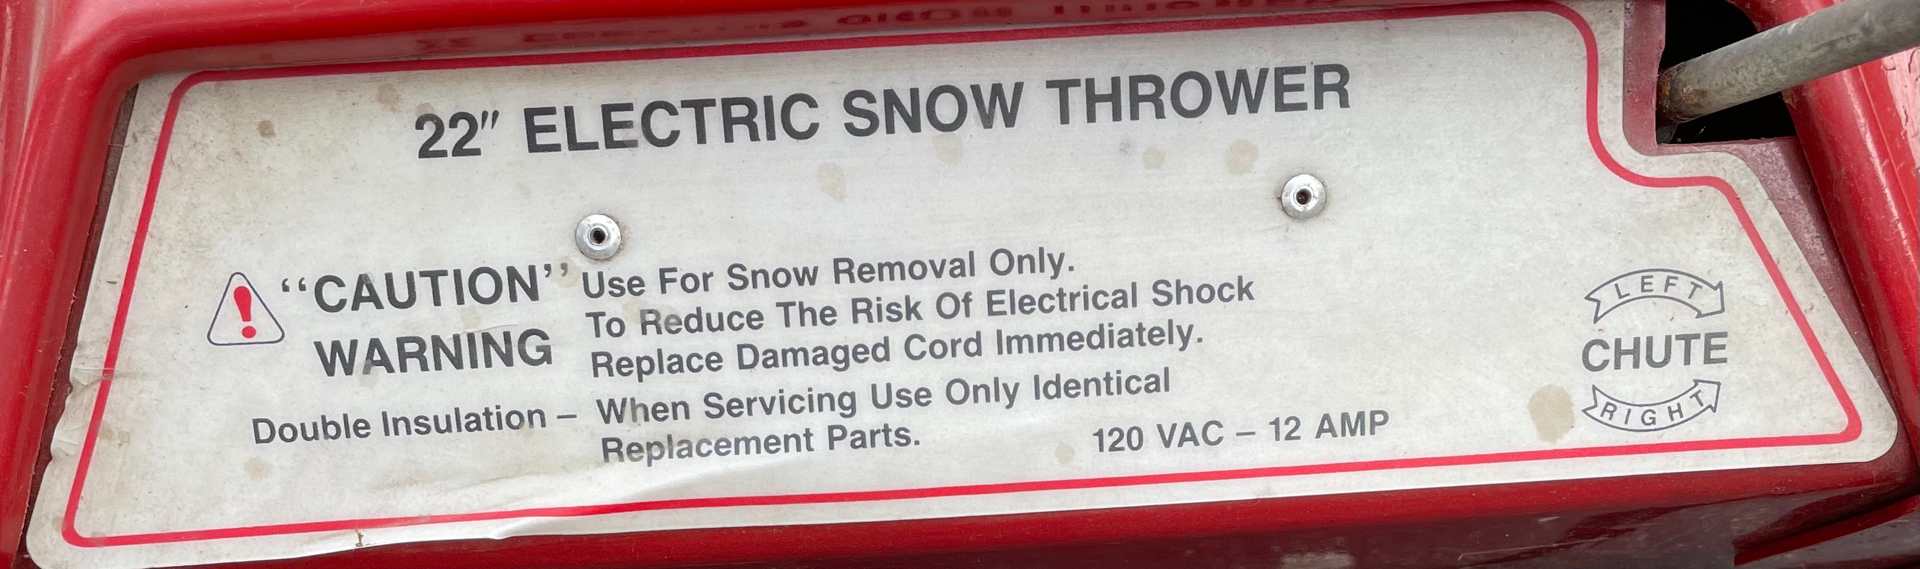 22" ELECTRIC SNOW THROWER
"CAUTION" Use For Snow Removal Only.
WARNING To Reduce The Risk Of Electrical Shock
Replace Damaged Cord Immediately.
Double Insulation – When Servicing Use Only Identical
Replacement Parts.
120 VAC – 12 AMP
LEFT
CHUTE
RIGHT